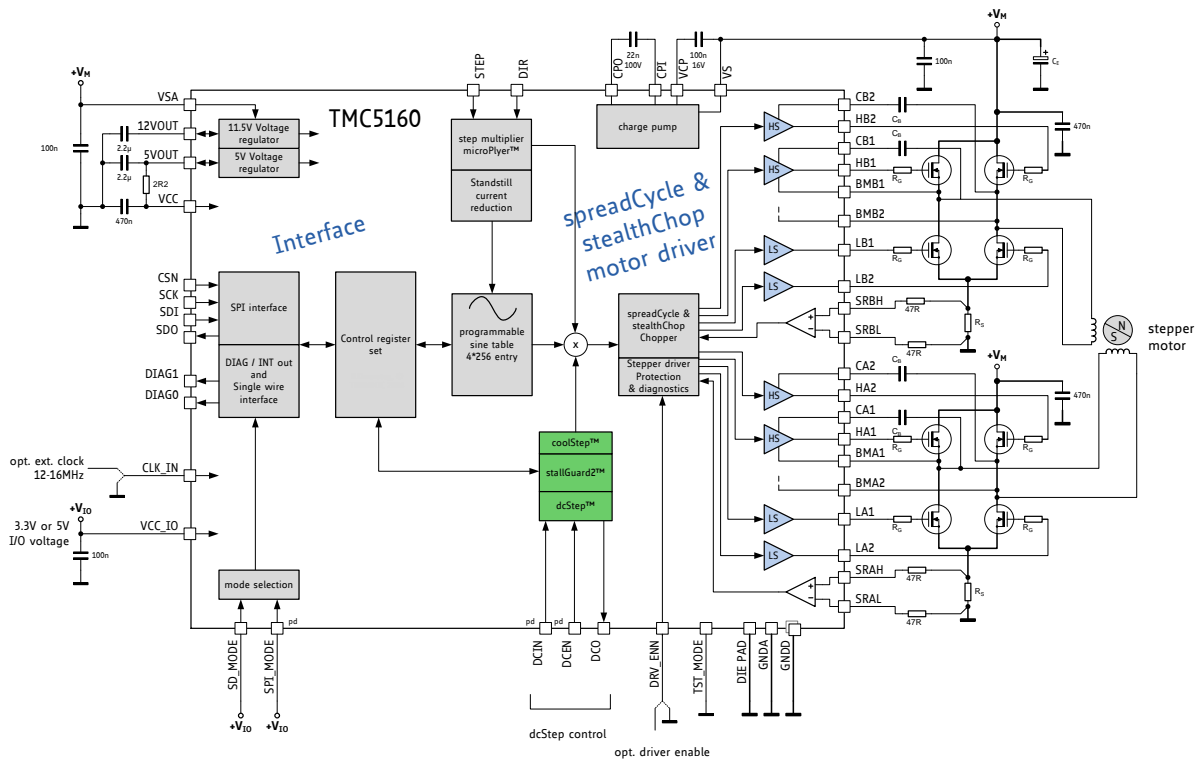 +VM
+VM
22n
100V
100n
16V
100n
CE
STEP
DIR
CPO
CPI
VCP
VS
VSA
12VOUT
5VOUT
VCC
100n
2.2µ
2.2µ
2R2
470n
11.5V Voltage
regulator
5V Voltage
regulator
TMC5160
step multiplier
microPlyer™
Standstill
current
reduction
charge pump
Interface
spreadCycle &
stealthChop
motor driver
HS
HS
LS
LS
CB2
HB2
CB1
HB1
BMB1
BMB2
LB1
LB2
SRBH
SRBL
CB
CB
RG
RG
RG
RG
470n
47R
47R
RS
CSN
SCK
SDI
SDO
DIAG1
DIAG0
SPI interface
DIAG / INT out
and
Single wire
interface
Control register
set
programmable
sine table
4*256 entry
x
spreadCycle &
stealthChop
Chopper
Stepper driver
Protection
& diagnostics
+
−
N
S
stepper
motor
+VM
HS
HS
LS
LS
CA2
HA2
CA1
HA1
BMA1
BMA2
LA1
LA2
SRAH
SRAL
CB
CB
RG
RG
RG
RG
470n
47R
47R
RS
+
−
coolStep™
stallGuard2™
dcStep™
opt. ext. clock
12-16MHz
CLK_IN
+VIO
3.3V or 5V
I/O voltage
VCC_IO
100n
mode selection
pd
pd
pd
SD_MODE
SPI_MODE
DCIN
DCEN
DCO
DRV_ENN
TST_MODE
DIE PAD
GNDA
GNDD
+VIO
+VIO
dcStep control
opt. driver enable